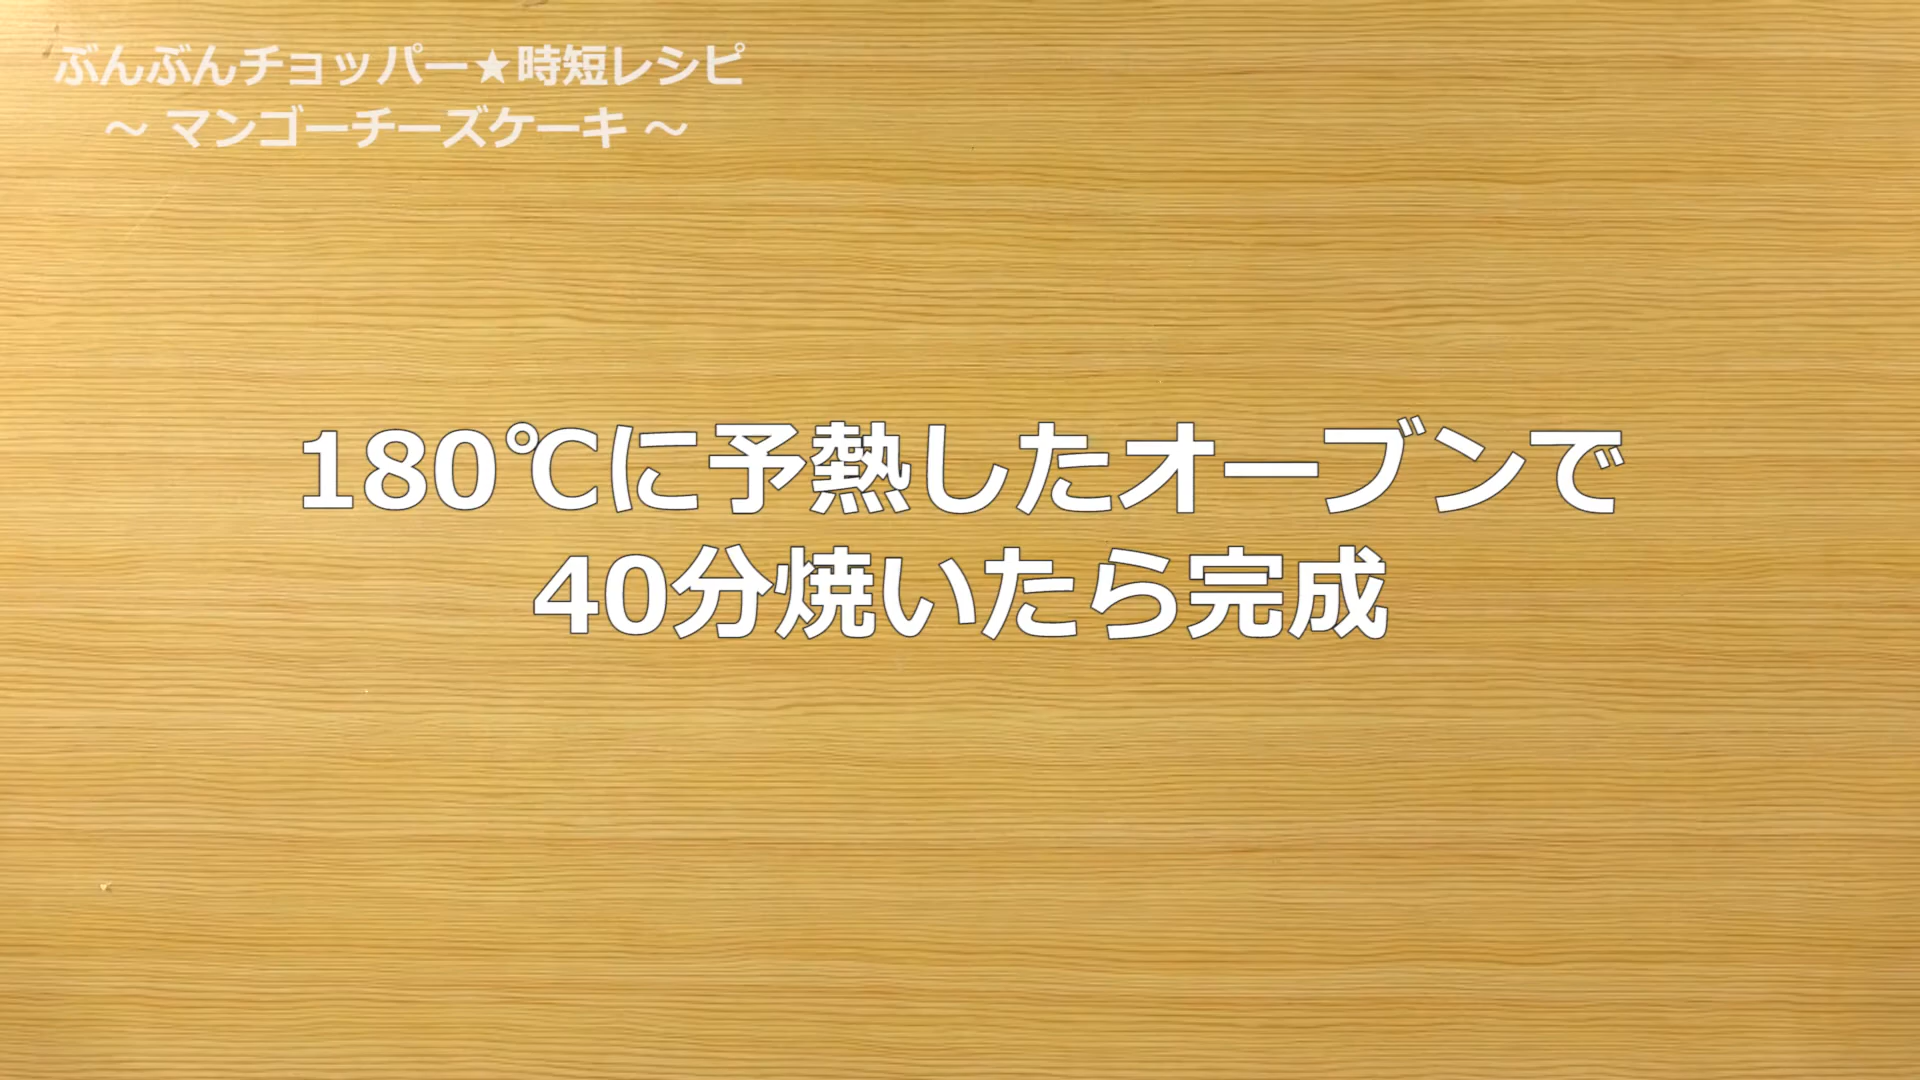 ぶんぶんチョッパー★時短レシピ
～ マンゴーチーズケーキ ～
180℃に予熱したオーブンで
40分焼いたら完成